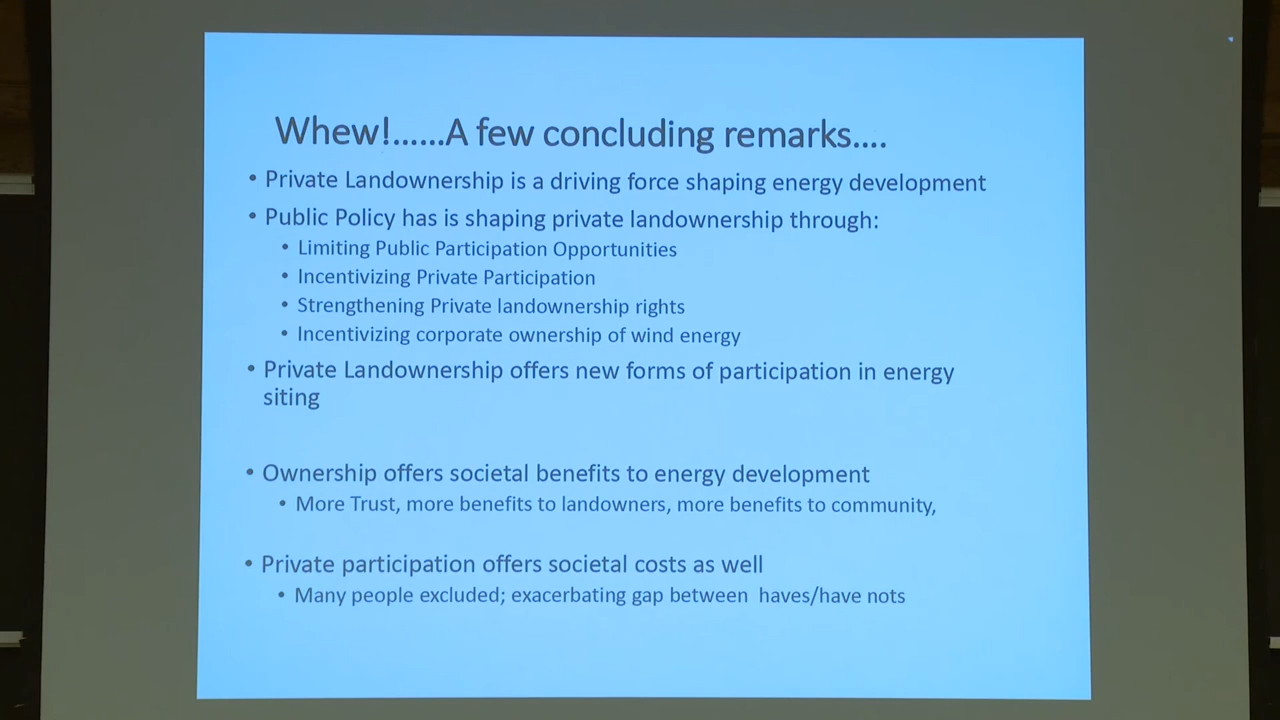 Whew!......A few concluding remarks....
• Private Landownership is a driving force shaping energy development
• Public Policy has is shaping private landownership through:
• Limiting Public Participation Opportunities
• Incentivizing Private Participation
• Strengthening Private landownership rights
• Incentivizing corporate ownership of wind energy
• Private Landownership offers new forms of participation in energy
siting
• Ownership offers societal benefits to energy development
• More Trust, more benefits to landowners, more benefits to community,
• Private participation offers societal costs as well
• Many people excluded; exacerbating gap between  haves/have nots